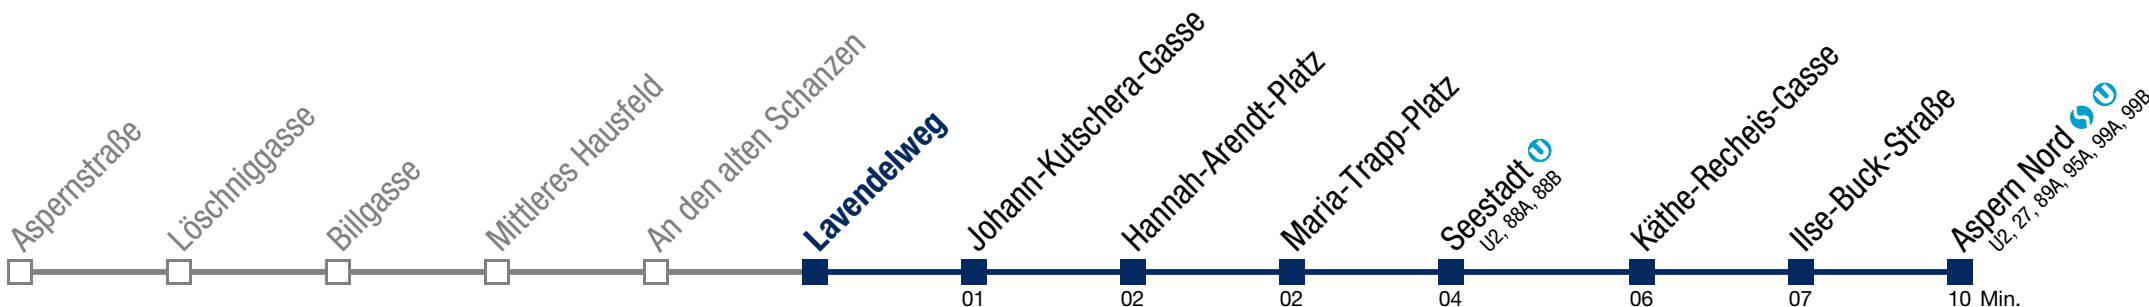 Aspernstraße
Löschniggasse
Billgasse
Mittleres Hausfeld
An den alten Schanzen
Lavendelweg
Johann-Kutschera-Gasse
Hannah-Arendt-Platz
Maria-Trapp-Platz
Seestadt U
U2, 88A, 88B
Käthe-Recheis-Gasse
Ilse-Buck-Straße
Aspern Nord S U
U2, 27, 89A, 95A, 99A, 99B
01 02 02 04 06 07 10 Min.